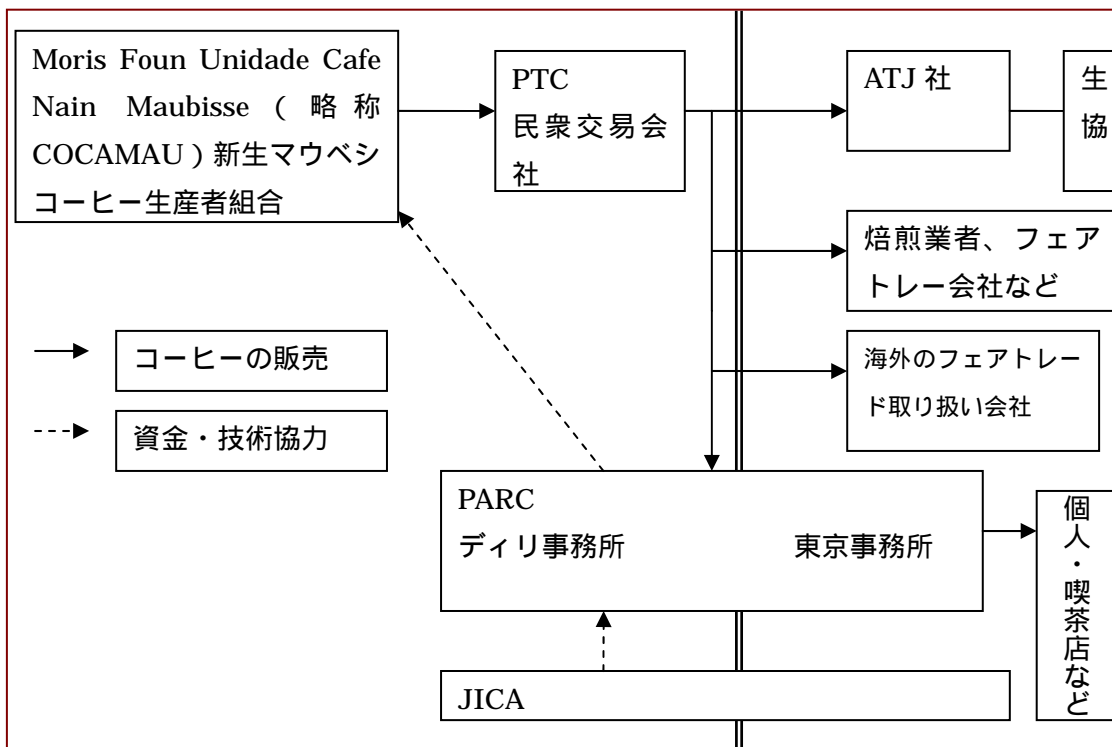 Moris Foun Unidade Cafe
Nain Maubisse ( 略称
COCAMAU ) 新生マウベシ
コーヒー生産者組合
PTC
民衆交易会
社
ATJ 社
生
協
焙煎業者、フェア
トレー会社など
海外のフェアトレー
ド取り扱い会社
コーヒーの販売
資金・技術協力
PARC
ディリ事務所 東京事務所
個人・喫茶店など
JICA